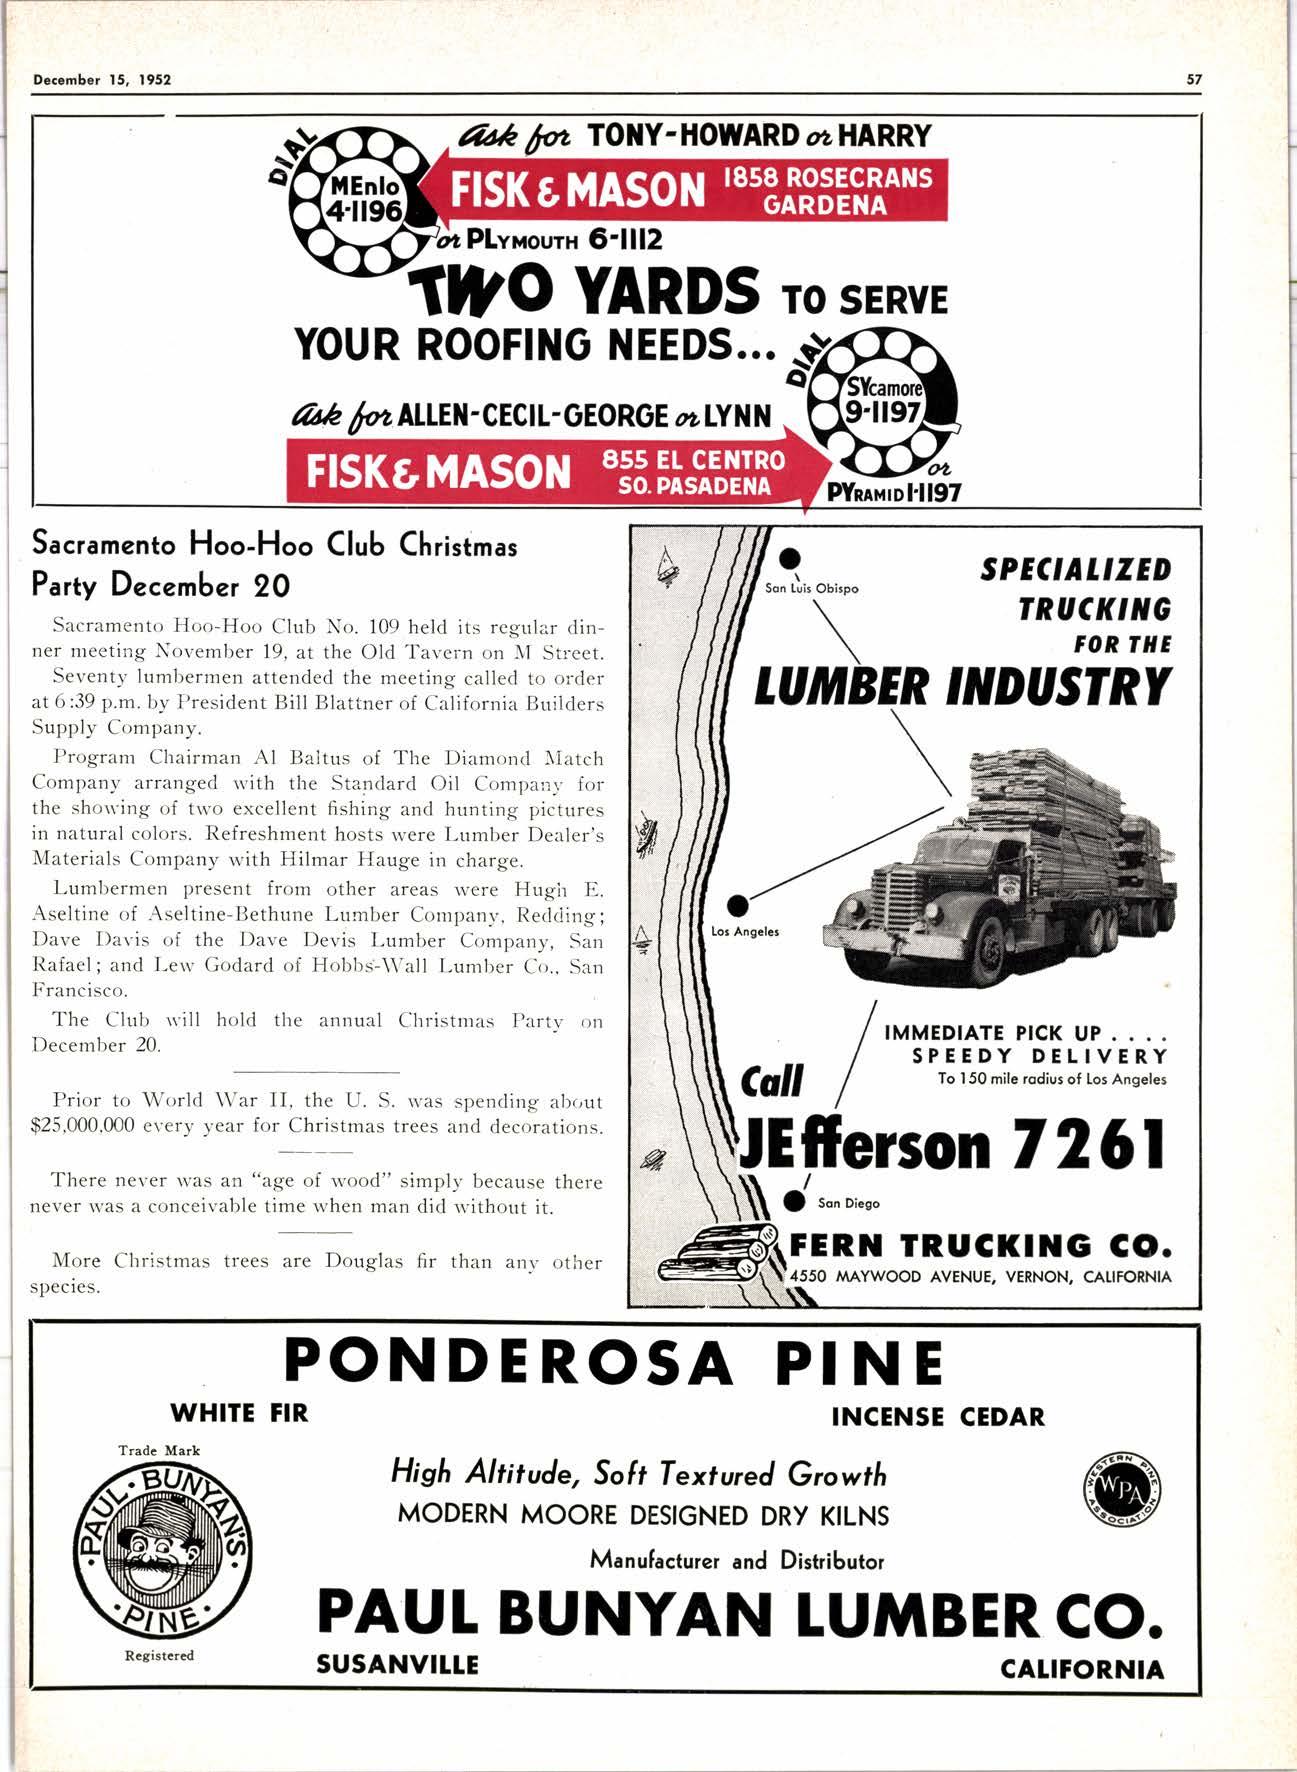 December 15, 1952
57
DIAL
MEnlo
4-1196
Ask for TONY-HOWARD or HARRY
FISK & MASON
1858 ROSECRANS
GARDENA
or PLYMOUTH 6-1112
TWO YARDS TO SERVE
YOUR ROOFING NEEDS...
DIAL
SYcamore
9-1197
Ask for ALLEN-CECIL-GEORGE or LYNN
FISK & MASON
855 EL CENTRO
SO. PASADENA
or
PYRAMID 1-1197
Sacramento Hoo-Hoo Club Christmas
Party December 20
Sacramento Hoo-Hoo Club No. 109 held its regular din-
ner meeting November 19, at the Old Tavern on M Street.
Seventy lumbermen attended the meeting called to order
at 6:39 p.m. by President Bill Blattner of California Builders
Supply Company.
Program Chairman Al Baltus of The Diamond Match
Company arranged with the Standard Oil Company for
the showing of two excellent fishing and hunting pictures
in natural colors. Refreshment hosts were Lumber Dealer's
Materials Company with Hilmar Hauge in charge.
Lumbermen present from other areas were Hugh E.
Aseltine of Aseltine-Bethune Lumber Company, Redding;
Dave Davis of the Dave Devis Lumber Company, San
Rafael; and Lew Godard of Hobbs-Wall Lumber Co., San
Francisco.
The Club will hold the annual Christmas Party on
December 20.
Prior to World War II, the U. S. was spending about
$25,000,000 every year for Christmas trees and decorations.
There never was an "age of wood" simply because there
never was a conceivable time when man did without it.
More Christmas trees are Douglas fir than any other
species.
San Luis Obispo
SPECIALIZED
TRUCKING
FOR THE
LUMBER INDUSTRY
Los Angeles
IMMEDIATE PICK UP . . . .
SPEEDY DELIVERY
To 150 mile radius of Los Angeles
Call
JEfferson 7261
San Diego
FERN TRUCKING CO.
4550 MAYWOOD AVENUE, VERNON, CALIFORNIA
PONDEROSA PINE
WHITE FIR
INCENSE CEDAR
Trade Mark
PAUL BUNYAN'S
PINE
Registered
High Altitude, Soft Textured Growth
MODERN MOORE DESIGNED DRY KILNS
WESTERN PINE
WPA
ASSOCIATION
Manufacturer and Distributor
PAUL BUNYAN LUMBER CO.
SUSANVILLE
CALIFORNIA